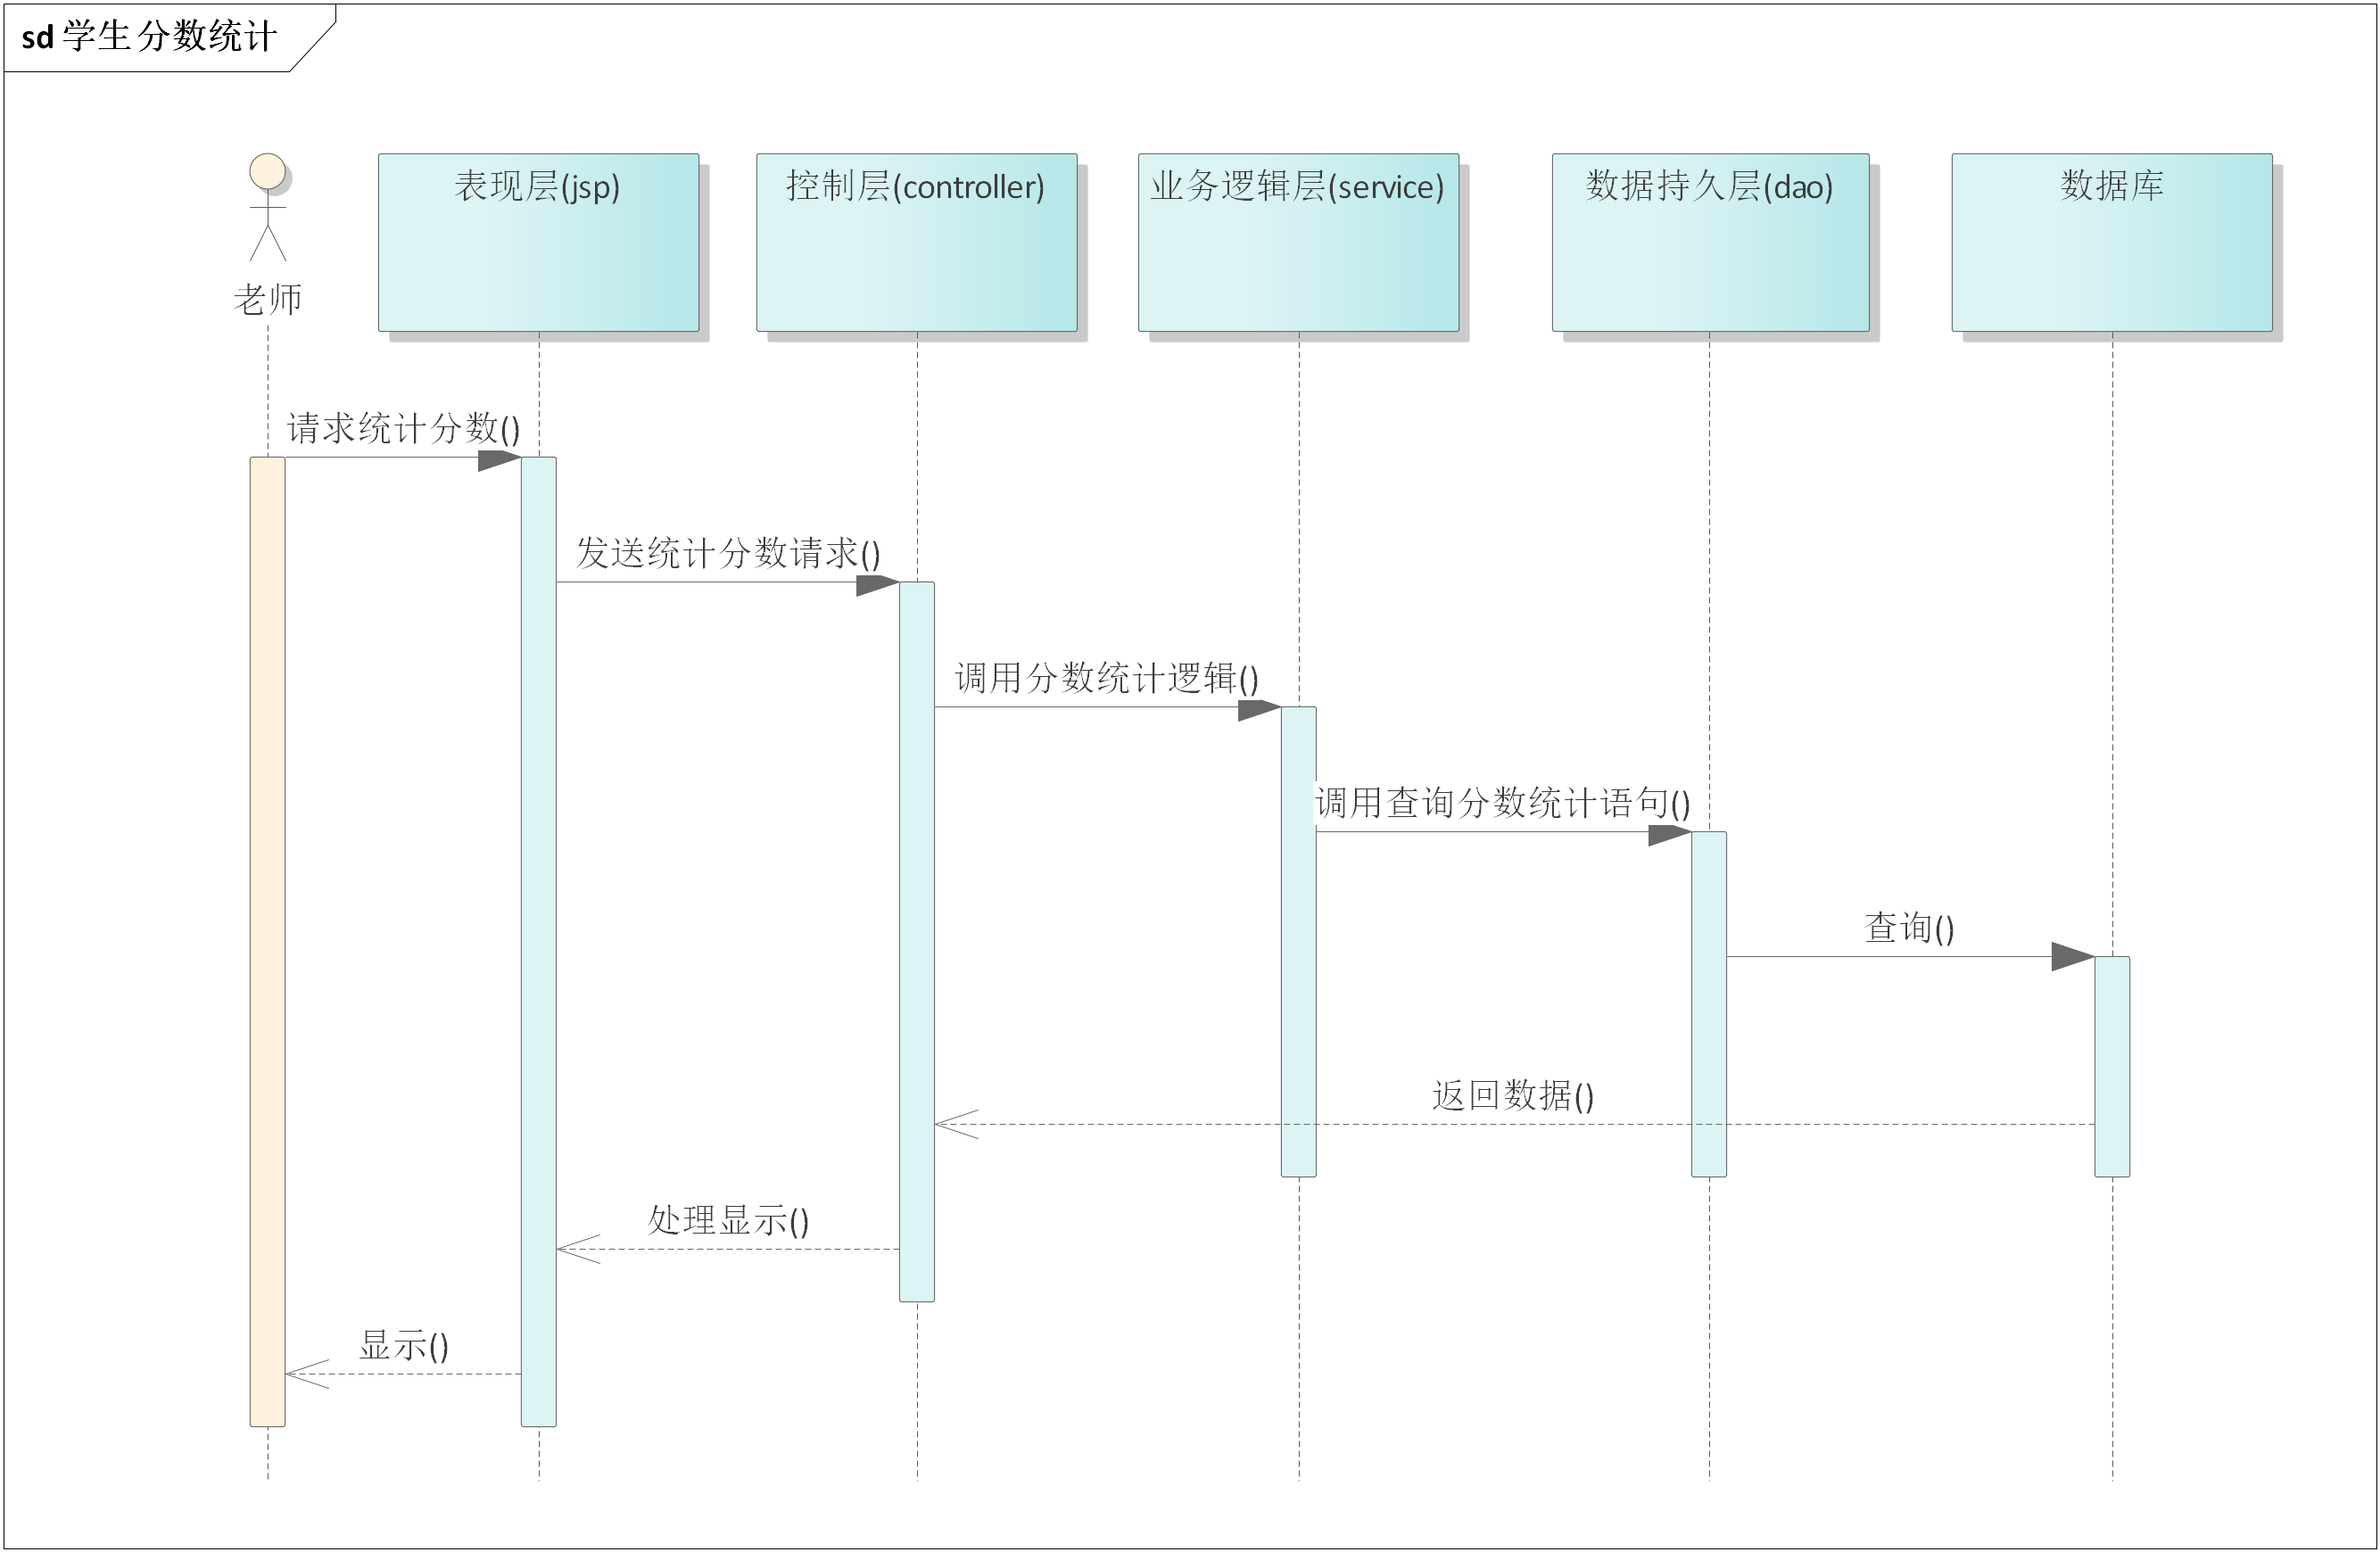 sd 学生分数统计
老师
表现层(jsp)
控制层(controller)
业务逻辑层(service)
数据持久层(dao)
数据库
请求统计分数()
发送统计分数请求()
调用分数统计逻辑()
调用查询分数统计语句()
查询()
返回数据()
处理显示()
显示()